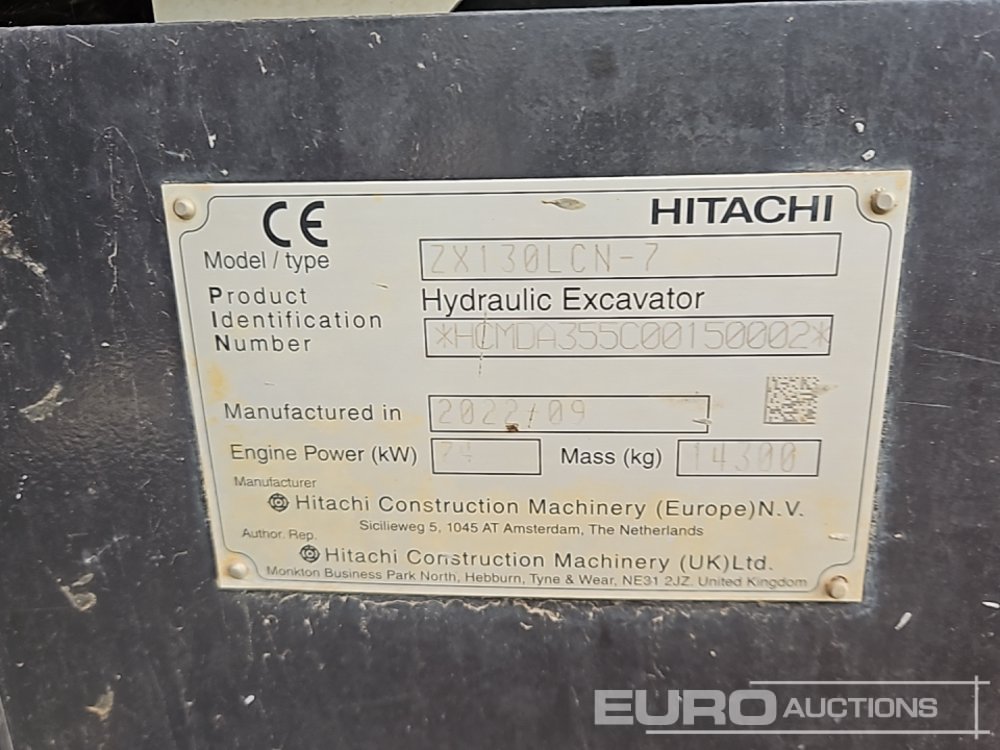 CE HITACHI
Model / type ZX130LCN-7
Product Hydraulic Excavator
Identification
Number *HCMDA355C00150002*
Manufactured in 2022/09
Engine Power (kW) Mass (kg) 14300
Manufacturer
Hitachi Construction Machinery (Europe)N.V.
Sicilieweg 5, 1045 AT Amsterdam, The Netherlands
Author. Rep.
Hitachi Construction Machinery (UK)Ltd.
Monkton Business Park North, Hebburn, Tyne & Wear, NE31 2JZ. United Kingdom
EURO AUCTIONS